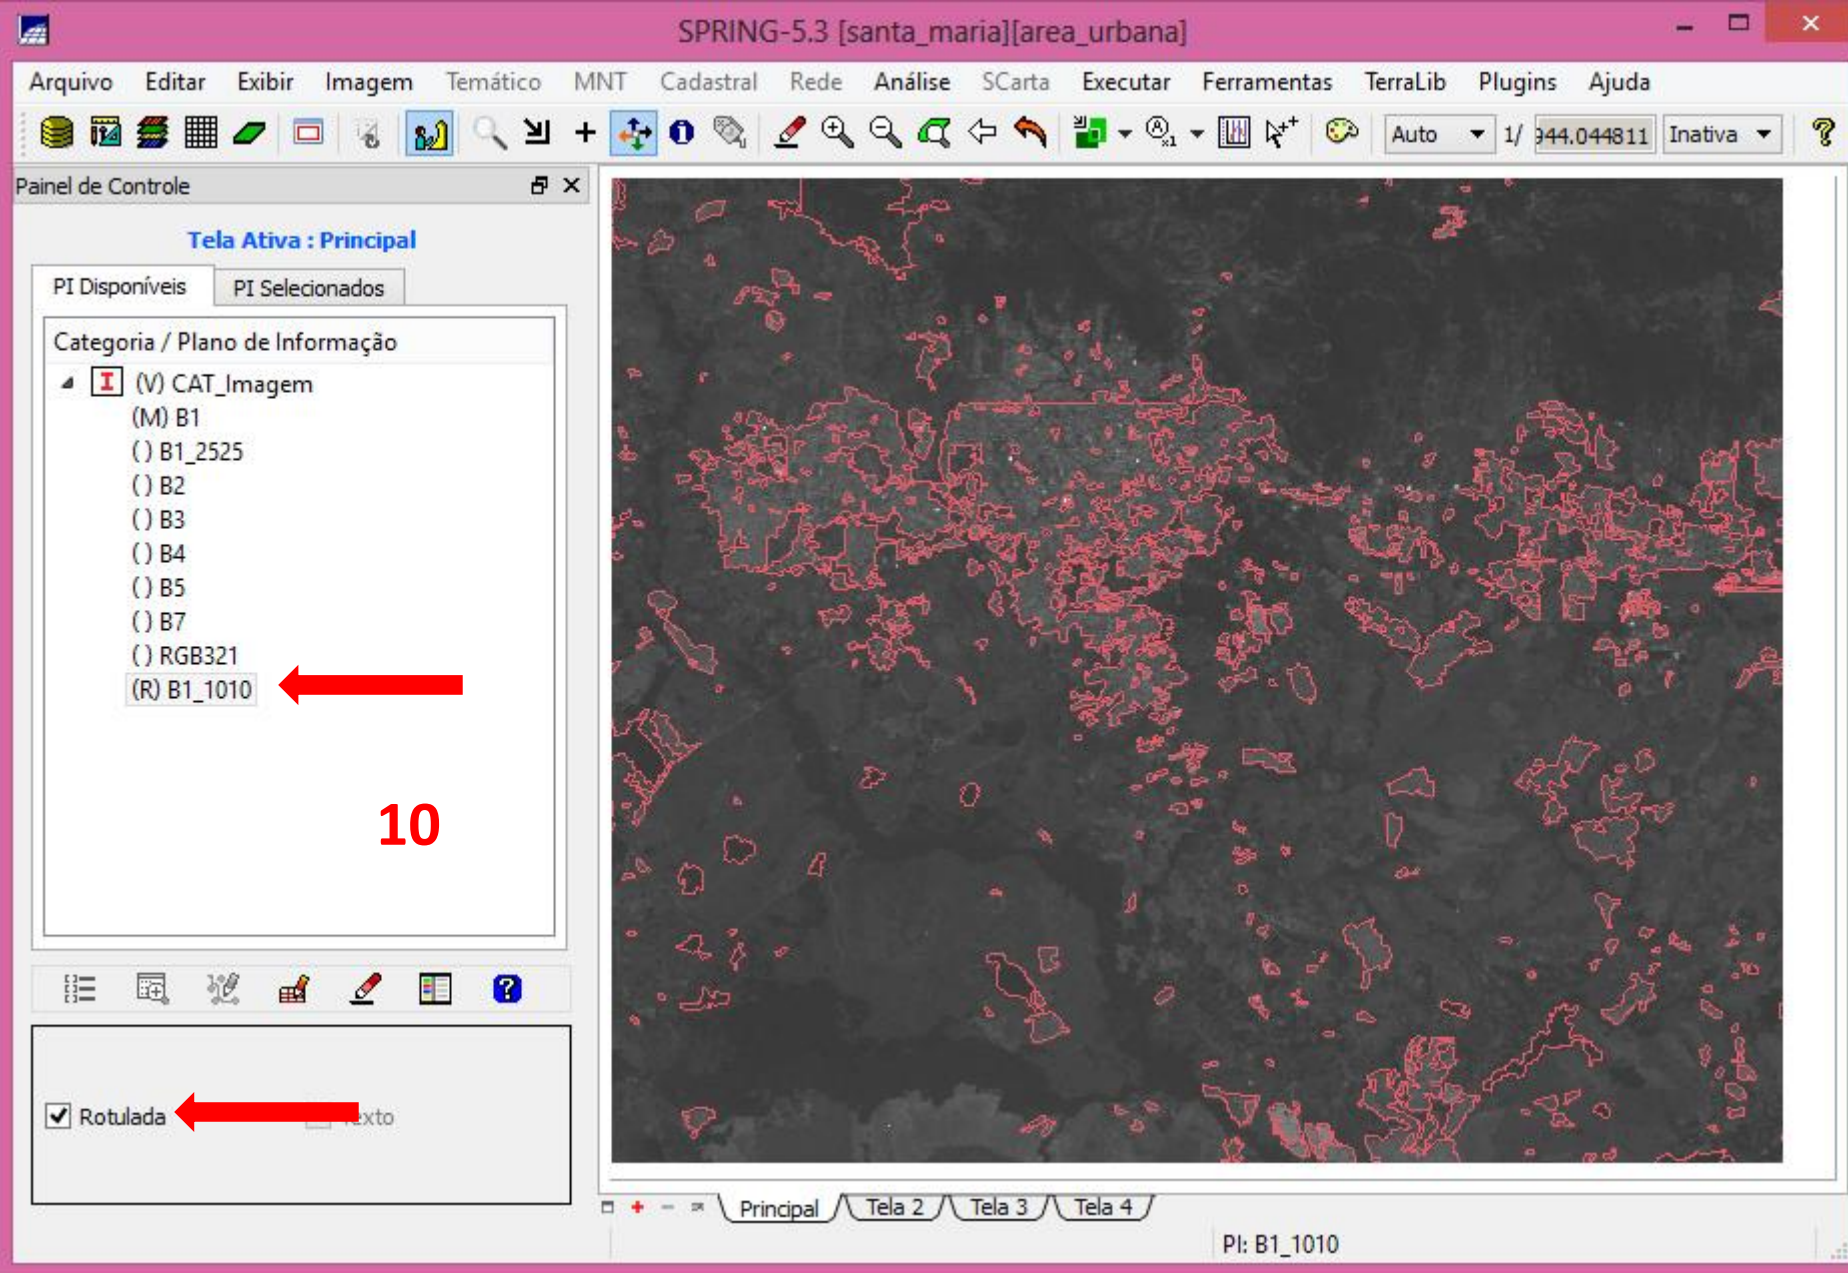 SPRING-5.3 [santa_maria][area_urbana]
Arquivo Editar Exibir Imagem Temático MNT Cadastral Rede Análise SCarta Executar Ferramentas TerraLib Plugins Ajuda
Auto 1/ 944.044811 Inativa
Painel de Controle
Tela Ativa : Principal
PI Disponíveis PI Selecionados
Categoria / Plano de Informação
(V) CAT_Imagem
(M) B1
( ) B1_2525
( ) B2
( ) B3
( ) B4
( ) B5
( ) B7
( ) RGB321
(R) B1_1010
10
Rotulada
Principal Tela 2 Tela 3 Tela 4
PI: B1_1010